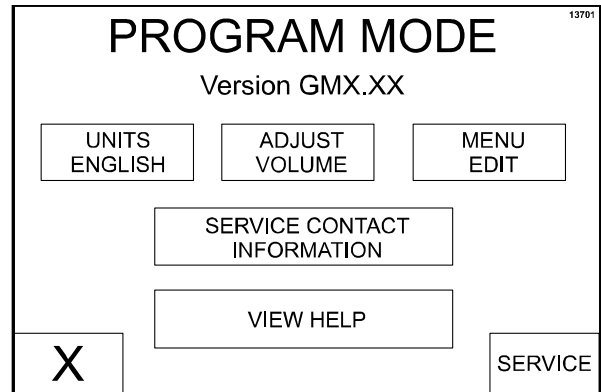 13701
PROGRAM MODE
Version GMX.XX
UNITS
ENGLISH
ADJUST
VOLUME
MENU
EDIT
SERVICE CONTACT
INFORMATION
VIEW HELP
X
SERVICE